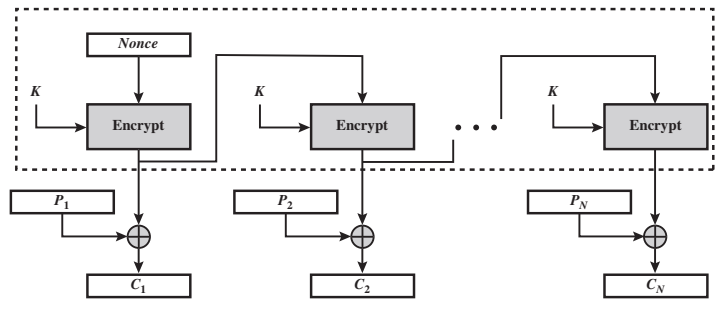 Nonce
K
K
K
Encrypt
Encrypt
• • •
Encrypt
P1
P2
PN
C1
C2
CN